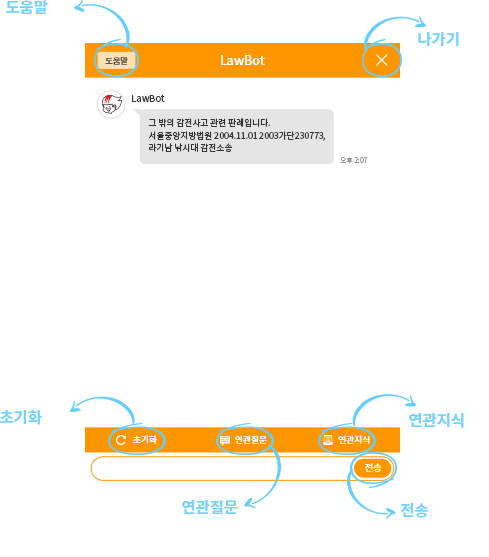 도움말
나가기
도움말
LawBot
LawBot
그 밖의 감전사고 관련 판례입니다.
서울중앙지방법원 2004.11.01 2003가단230773,
라기남 낚시대 감전소송
오후 2:07
초기화
연관지식
초기화
연관질문
연관지식
전송
연관질문
전송